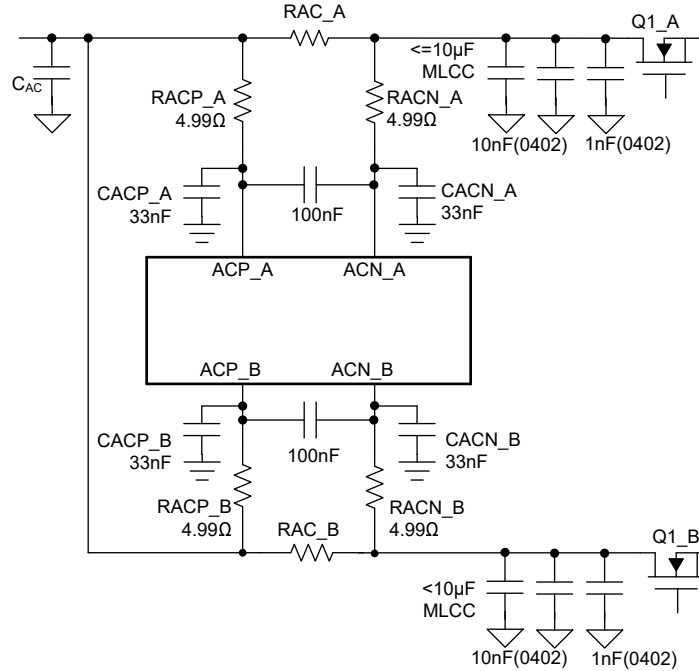 RAC_A
Q1_A
<=10µF
MLCC
CAC
RACP_A
4.99Ω
RACN_A
4.99Ω
10nF(0402)
1nF(0402)
CACP_A
33nF
100nF
CACN_A
33nF
ACP_A
ACN_A
ACP_B
ACN_B
CACP_B
33nF
100nF
CACN_B
33nF
RACP_B
4.99Ω
RACN_B
4.99Ω
RAC_B
Q1_B
<10µF
MLCC
10nF(0402)
1nF(0402)